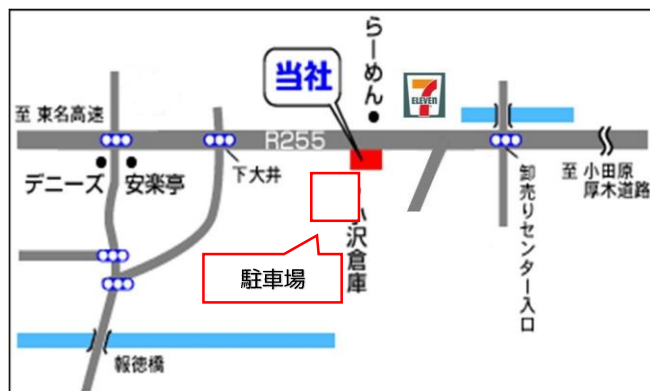 らーめん
当社
7
ELEVEN
至 東名高速
R255
デニーズ
安楽亭
下大井
至 小田原
厚木道路
卸売りセンター入口
沢倉庫
駐車場
報徳橋